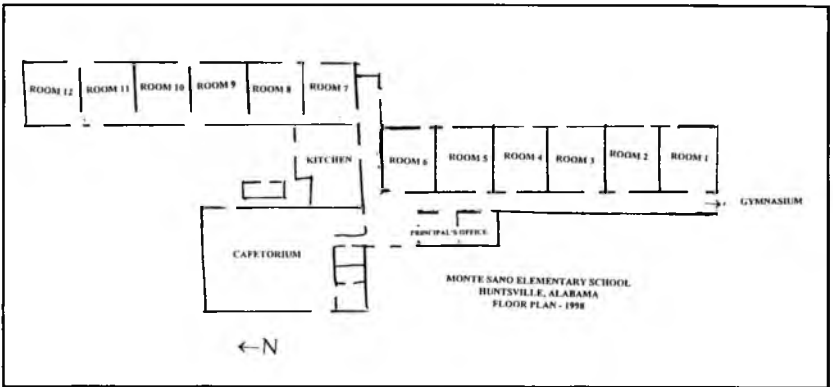 ROOM 12 ROOM 11 ROOM 10 ROOM 9 ROOM 8 ROOM 7
KITCHEN
ROOM 6 ROOM 5 ROOM 4 ROOM 3 ROOM 2 ROOM 1
GYMNASIUM
PRINCIPAL'S OFFICE
CAFETORIUM
MONTE SANO ELEMENTARY SCHOOL
HUNTSVILLE, ALABAMA
FLOOR PLAN - 1998
←N